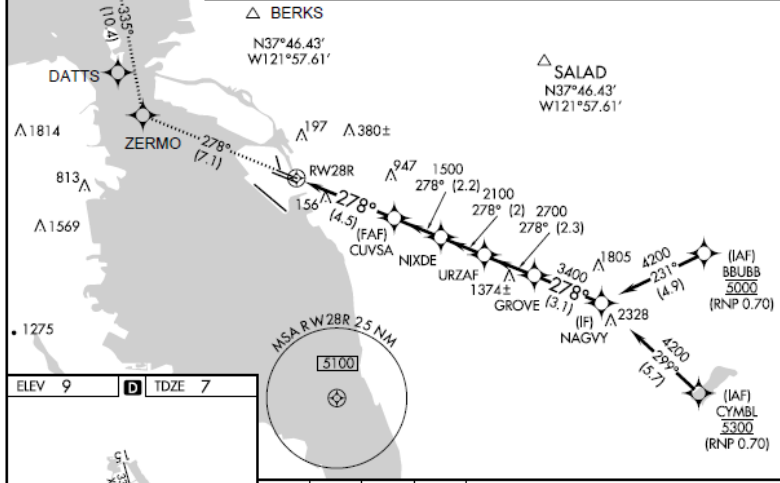 335°
(10.4)
BERKS
N37°46.43'
W121°57.61'
SALAD
N37°46.43'
W121°57.61'
DATTS
ZERMO
278°
(7.1)
1814
813
1569
1275
197
380±
RW28R
156
947
278°
(4.5)
(FAF)
CUVSA
1500
278° (2.2)
NIXDE
2100
278° (2)
URZAF
2700
278° (2.3)
1374±
GROVE
3400
278°
(3.1)
1805
(IF)
NAGVY
2328
4200
231°
(4.9)
(IAF)
BBUBB
5000
(RNP 0.70)
4200
299°
(5.7)
(IAF)
CYMBL
5300
(RNP 0.70)
MSA RW28R 25 NM
5100
ELEV 9
D
TDZE 7
15